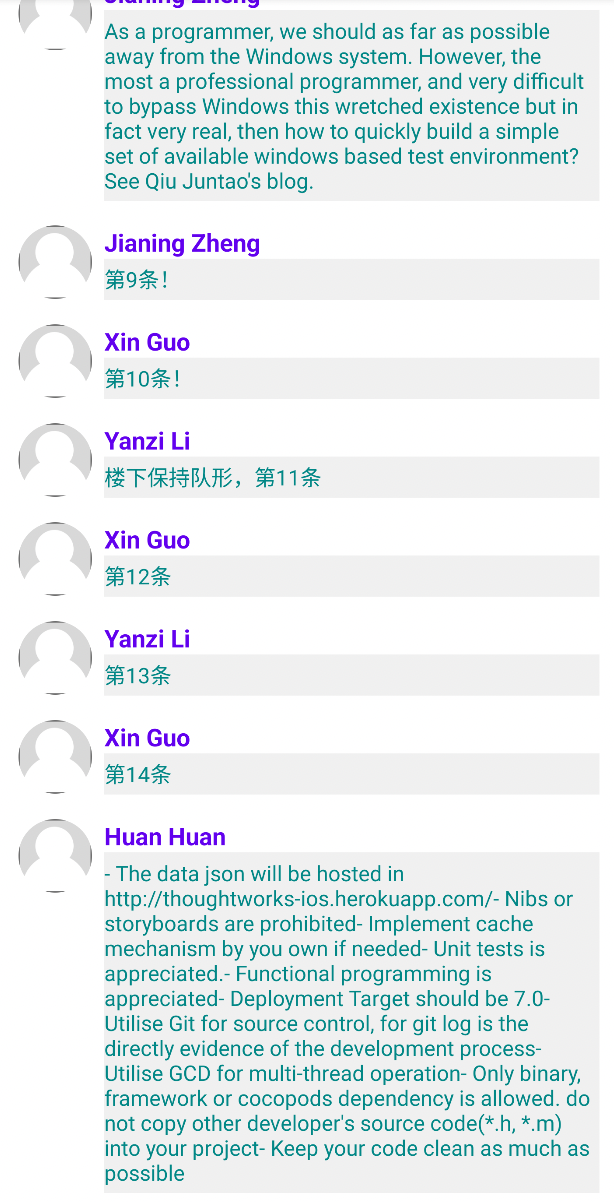 Jianing Zheng
As a programmer, we should as far as possible
away from the Windows system. However, the
most a professional programmer, and very difficult
to bypass Windows this wretched existence but in
fact very real, then how to quickly build a simple
set of available windows based test environment?
See Qiu Juntao's blog.
Jianing Zheng
第9条！
Xin Guo
第10条！
Yanzi Li
楼下保持队形，第11条
Xin Guo
第12条
Yanzi Li
第13条
Xin Guo
第14条
Huan Huan
- The data json will be hosted in
http://thoughtworks-ios.herokuapp.com/- Nibs or
storyboards are prohibited- Implement cache
mechanism by you own if needed- Unit tests is
appreciated.- Functional programming is
appreciated- Deployment Target should be 7.0-
Utilise Git for source control, for git log is the
directly evidence of the development process-
Utilise GCD for multi-thread operation- Only binary,
framework or cocopods dependency is allowed. do
not copy other developer's source code(*.h, *.m)
into your project- Keep your code clean as much as
possible